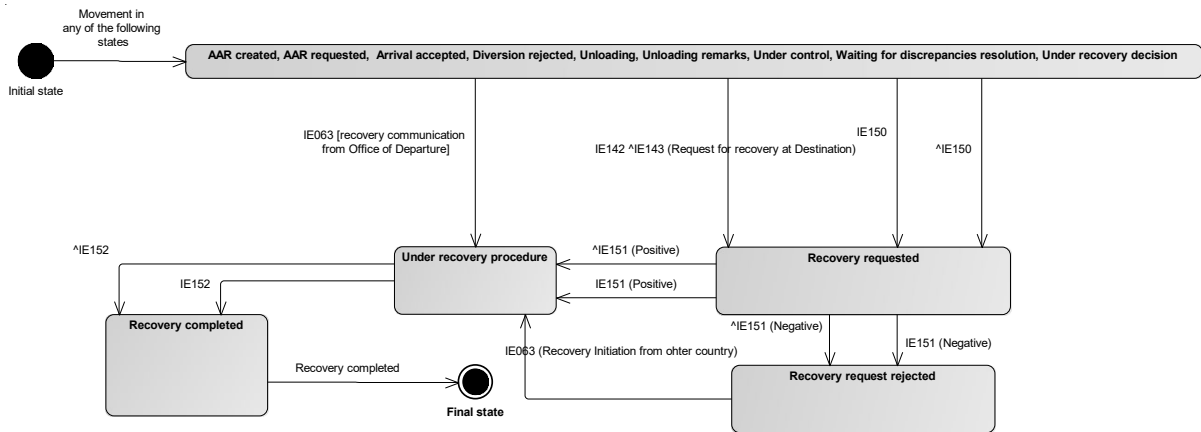 Movement in
any of the following
states
AAR created, AAR requested,  Arrival accepted, Diversion rejected, Unloading, Unloading remarks, Under control, Waiting for discrepancies resolution, Under recovery decision
Initial state
IE063 [recovery communication
from Office of Departure]
IE142 ^IE143 (Request for recovery at Destination)
IE150
^IE150
^IE152
Under recovery procedure
^IE151 (Positive)
Recovery requested
IE152
IE151 (Positive)
Recovery completed
^IE151 (Negative)
IE151 (Negative)
IE063 (Recovery Initiation from ohter country)
Recovery completed
Recovery request rejected
Final state